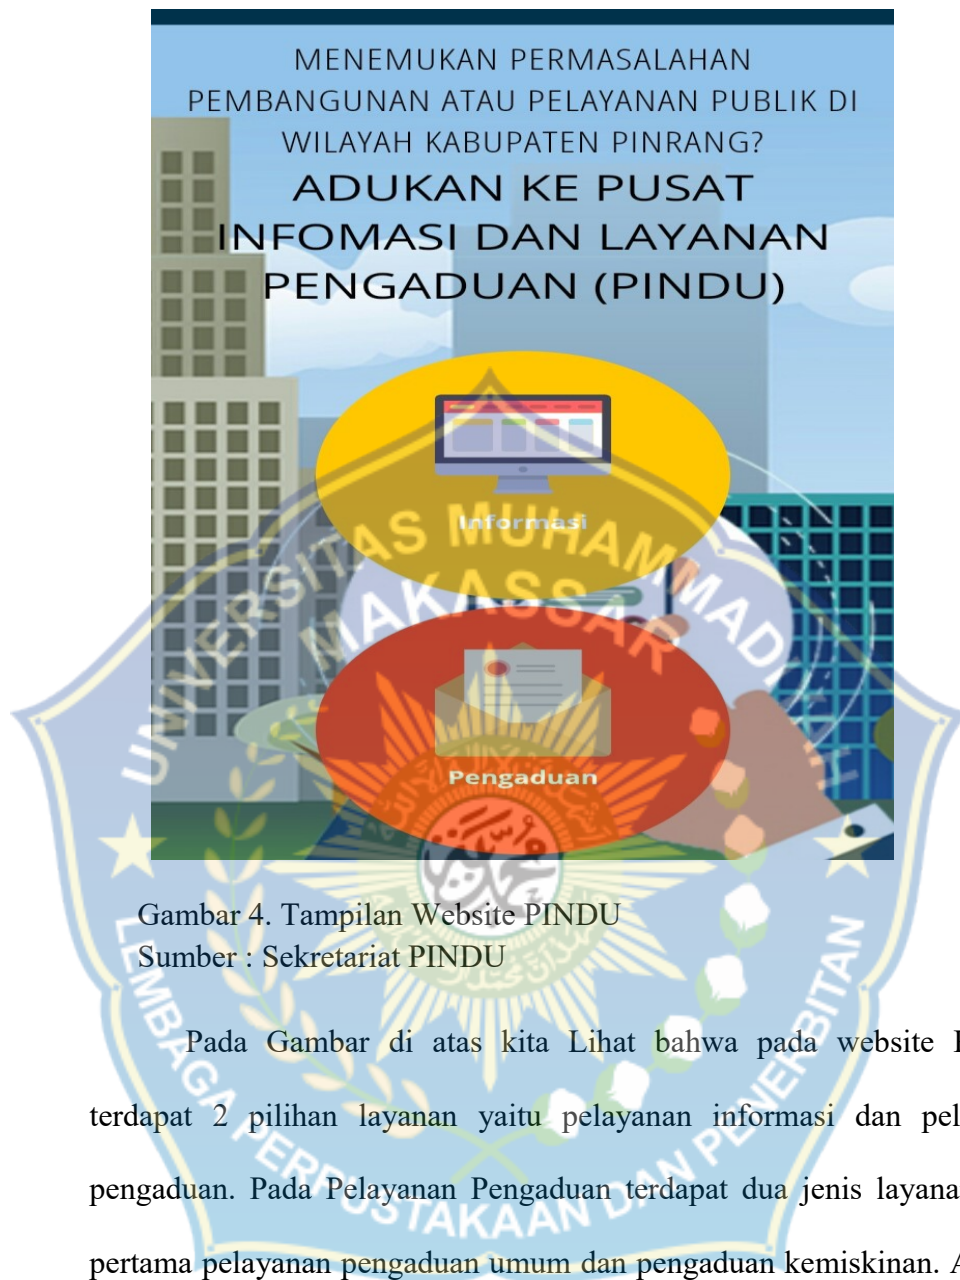 MENEMUKAN PERMASALAHAN
PEMBANGUNAN ATAU PELAYANAN PUBLIK DI
WILAYAH KABUPATEN PINRANG?
ADUKAN KE PUSAT
INFOMASI DAN LAYANAN
PENGADUAN (PINDU)
Informasi
Pengaduan
UNIVERSITAS MUHAMMADIYAH
MAKASSAR
LEMBAGA PERPUSTAKAAN DAN PENERBITAN
Gambar 4. Tampilan Website PINDU
Sumber : Sekretariat PINDU
Pada Gambar di atas kita Lihat bahwa pada website
terdapat 2 pilihan layanan yaitu pelayanan informasi dan pel
pengaduan. Pada Pelayanan Pengaduan terdapat dua jenis layana
pertama pelayanan pengaduan umum dan pengaduan kemiskinan. A